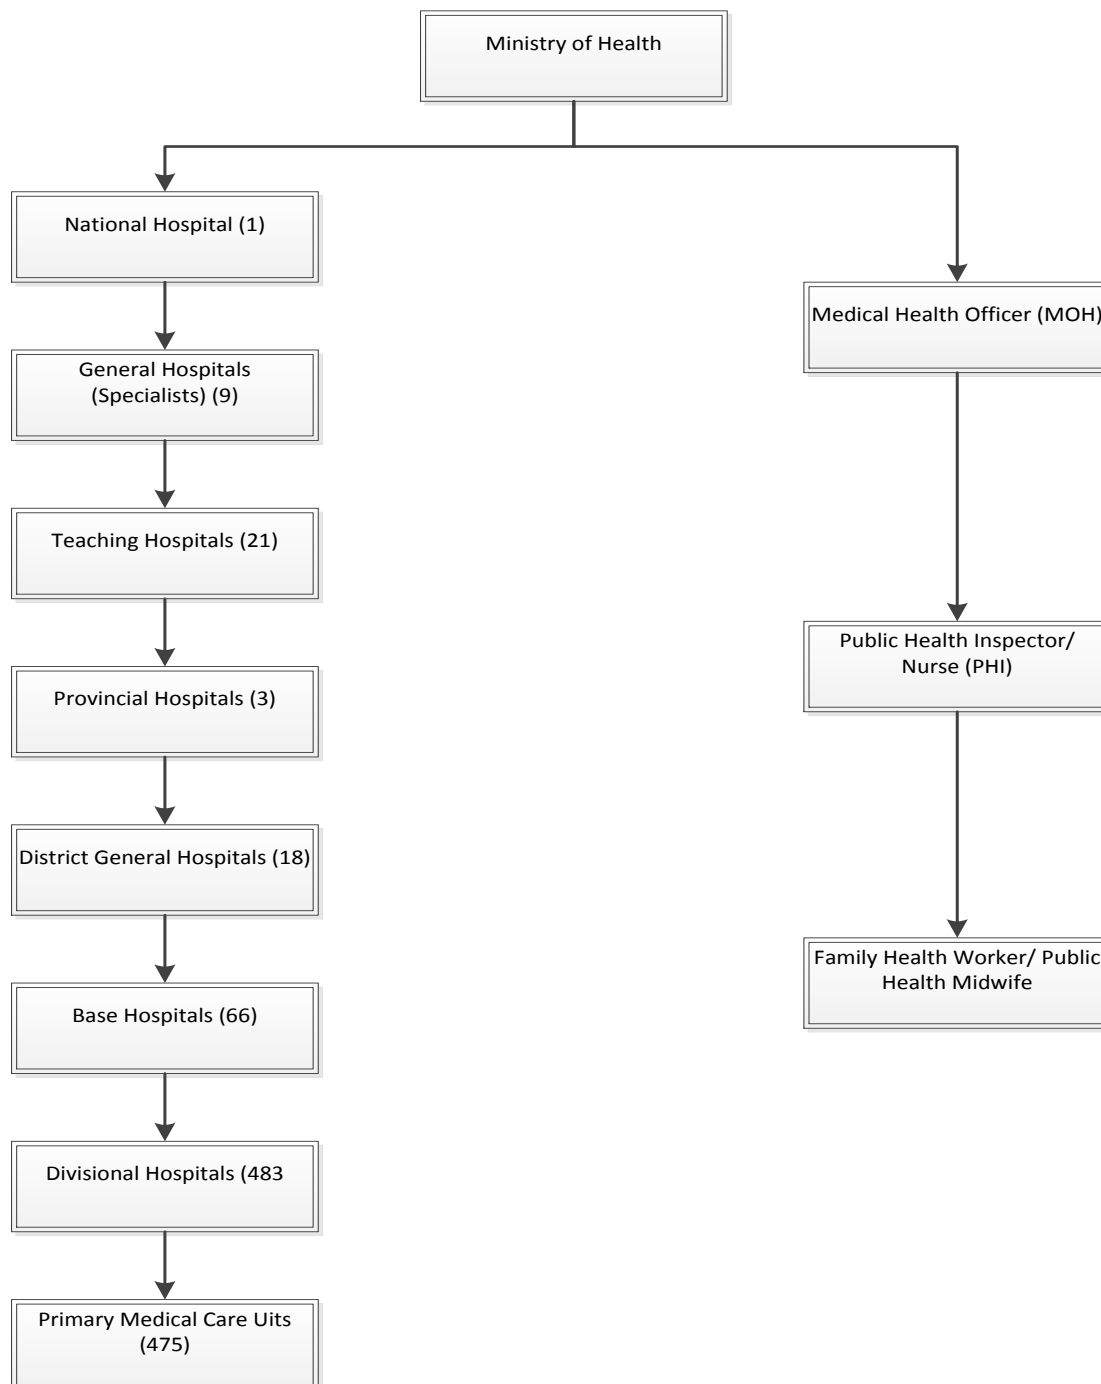 Ministry of Health
National Hospital (1)
General Hospitals
(Specialists) (9)
Teaching Hospitals (21)
Provincial Hospitals (3)
District General Hospitals (18)
Base Hospitals (66)
Divisional Hospitals (483
Primary Medical Care Uits
(475)
Medical Health Officer (MOH)
Public Health Inspector/
Nurse (PHI)
Family Health Worker/ Public
Health Midwife